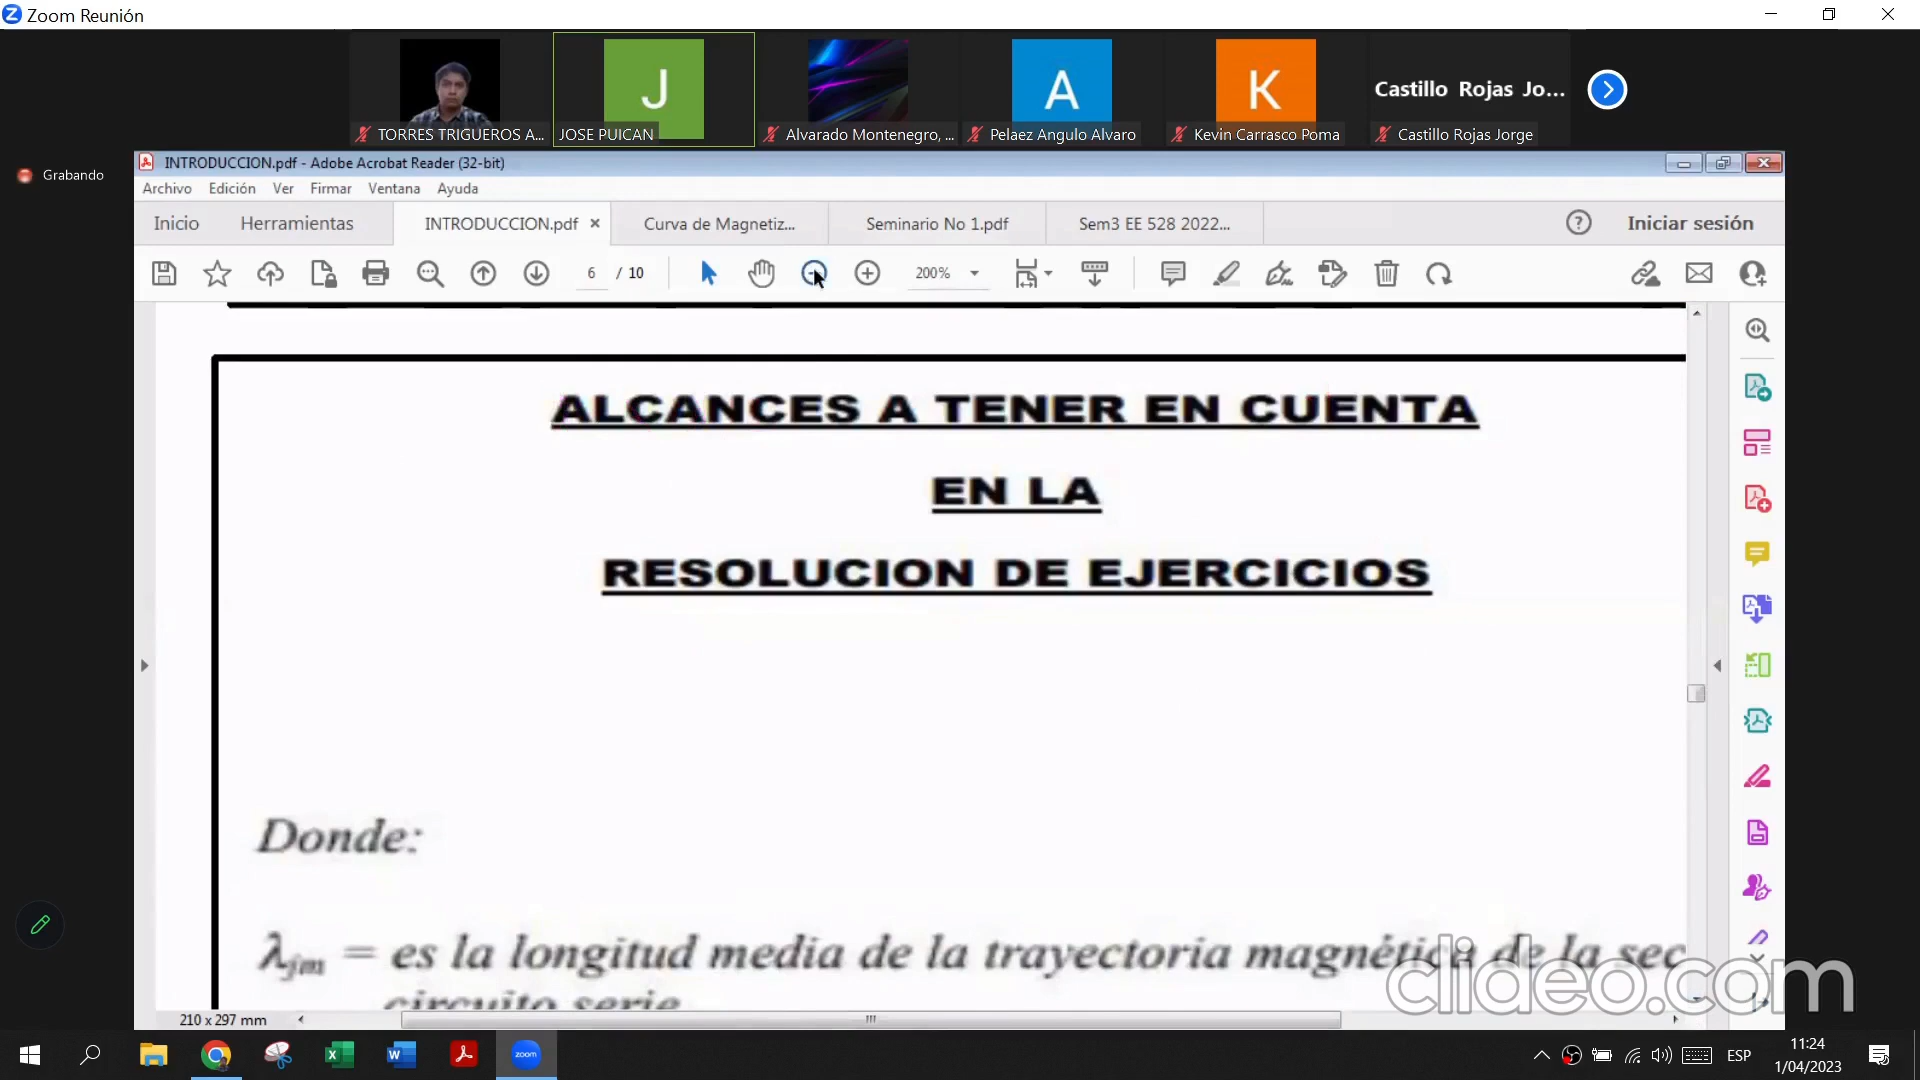 Zoom Reunión
J
A
K
Castillo Rojas Jo...
TORRES TRIGUEROS A...
JOSE PUICAN
Alvarado Montenegro, ...
Pelaez Angulo Alvaro
Kevin Carrasco Poma
Castillo Rojas Jorge
Grabando
INTRODUCCION.pdf - Adobe Acrobat Reader (32-bit)
Archivo Edición Ver Firmar Ventana Ayuda
Inicio Herramientas INTRODUCCION.pdf × Curva de Magnetiz... Seminario No 1.pdf Sem3 EE 528 2022... Iniciar sesión
6 / 10 200%
ALCANCES A TENER EN CUENTA
EN LA
RESOLUCION DE EJERCICIOS
Donde:
λjm = es la longitud media de la trayectoria magnética de la sec
circuito serie
clideo.com
210 x 297 mm
zoom
ESP
11:24
1/04/2023